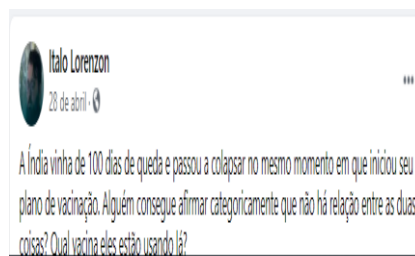 Italo Lorenzon
28 de abril ·
A Índia vinha de 100 dias de queda e passou a colapsar no mesmo momento em que iniciou seu
plano de vacinação. Alguém consegue afirmar categoricamente que não há relação entre as duas
coisas? Qual vacina eles estão usando lá?